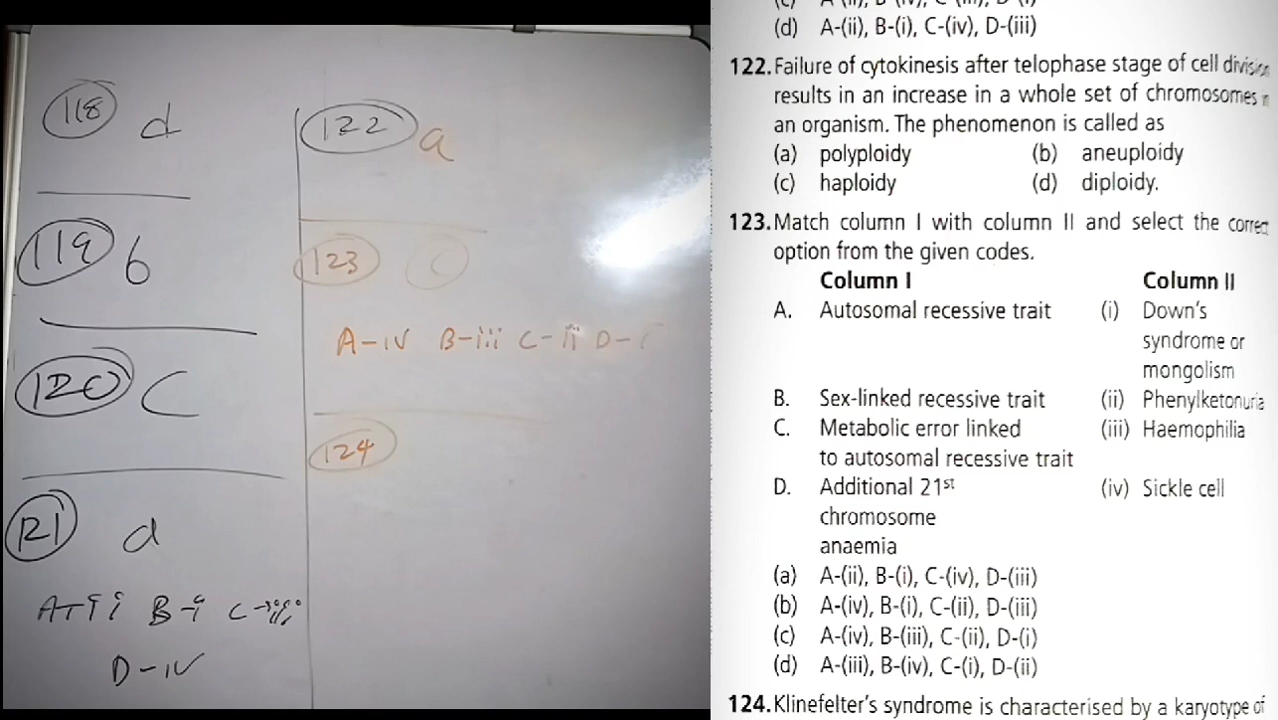 118 d
119 b
120 C
121 d
A-ii B-i C-iii
D-iv
122 a
123 C
A-iv B-iii C-ii D-i
124
(d) A-(ii), B-(i), C-(iv), D-(iii)
122. Failure of cytokinesis after telophase stage of cell division
results in an increase in a whole set of chromosomes in
an organism. The phenomenon is called as
(a) polyploidy (b) aneuploidy
(c) haploidy (d) diploidy.
123. Match column I with column II and select the correct
option from the given codes.
Column I Column II
A. Autosomal recessive trait (i) Down's
syndrome or
mongolism
B. Sex-linked recessive trait (ii) Phenylketonuria
C. Metabolic error linked (iii) Haemophilia
to autosomal recessive trait
D. Additional 21st (iv) Sickle cell
chromosome
anaemia
(a) A-(ii), B-(i), C-(iv), D-(iii)
(b) A-(iv), B-(i), C-(ii), D-(iii)
(c) A-(iv), B-(iii), C-(ii), D-(i)
(d) A-(iii), B-(iv), C-(i), D-(ii)
124. Klinefelter's syndrome is characterised by a karyotype of